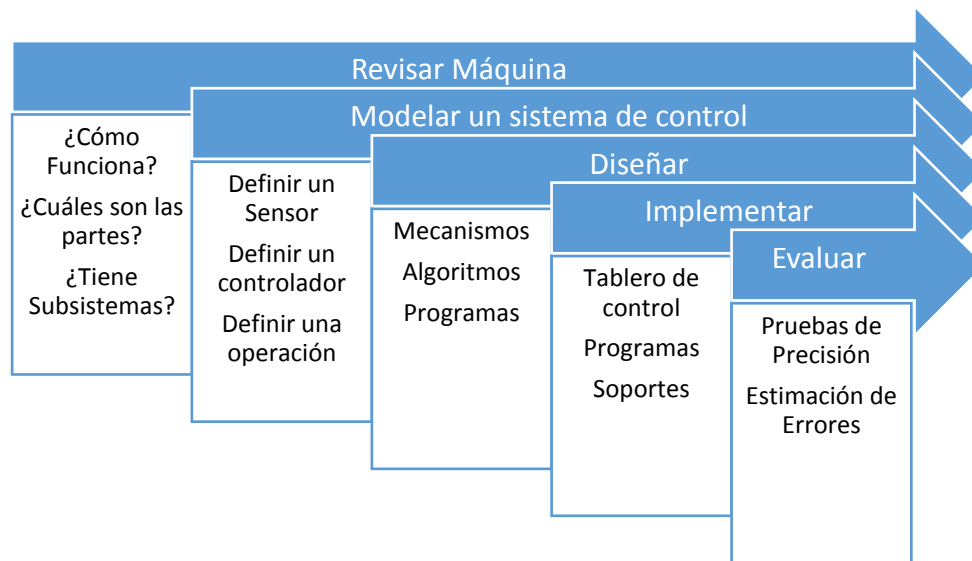 Revisar Máquina
¿Cómo
Funciona?
¿Cuáles son las
partes?
¿Tiene
Subsistemas?
Modelar un sistema de control
Definir un
Sensor
Definir un
controlador
Definir una
operación
Diseñar
Mecanismos
Algoritmos
Programas
Implementar
Tablero de
control
Programas
Soportes
Evaluar
Pruebas de
Precisión
Estimación de
Errores